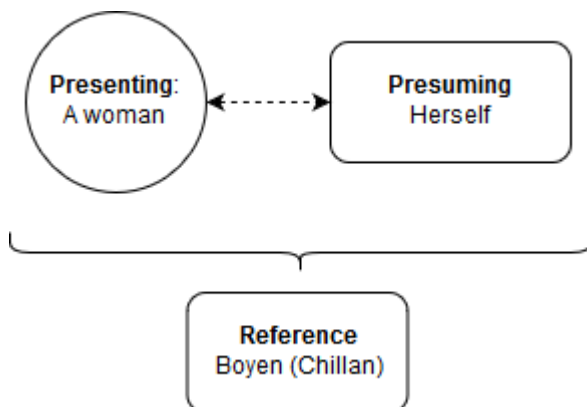 Presenting:
A woman
Presuming
Herself
Reference
Boyen (Chillan)